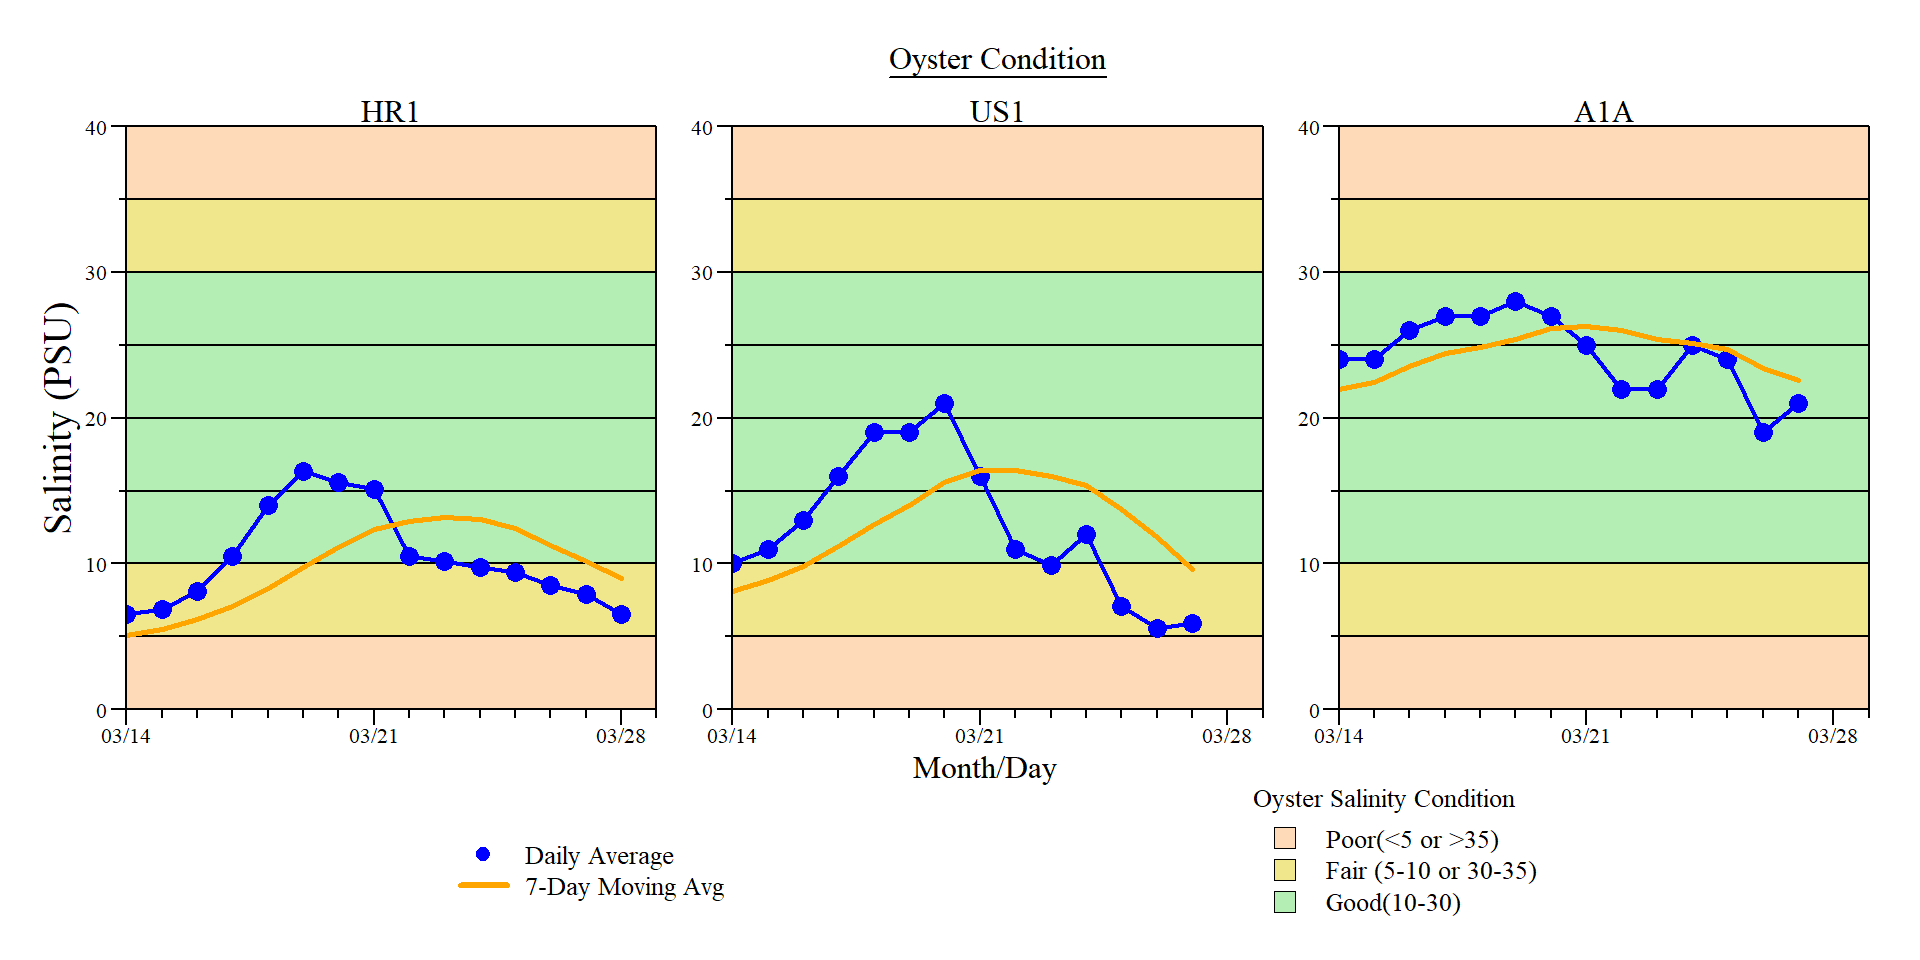 Oyster Condition
HR1
US1
A1A
Salinity (PSU)
40
30
20
10
0
03/14
03/21
03/28
40
30
20
10
0
03/14
03/21
03/28
40
30
20
10
0
03/14
03/21
03/28
Month/Day
Daily Average
7-Day Moving Avg
Oyster Salinity Condition
Poor(<5 or >35)
Fair (5-10 or 30-35)
Good(10-30)